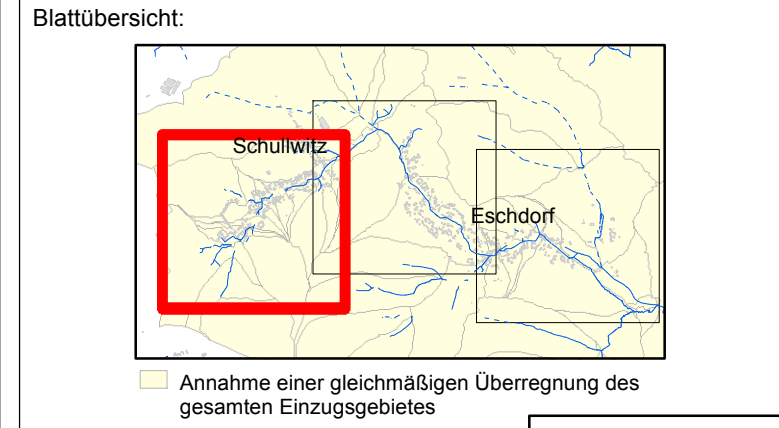 Blattübersicht:
Schullwitz
Eschdorf
Annahme einer gleichmäßigen Überregnung des
gesamten Einzugsgebietes